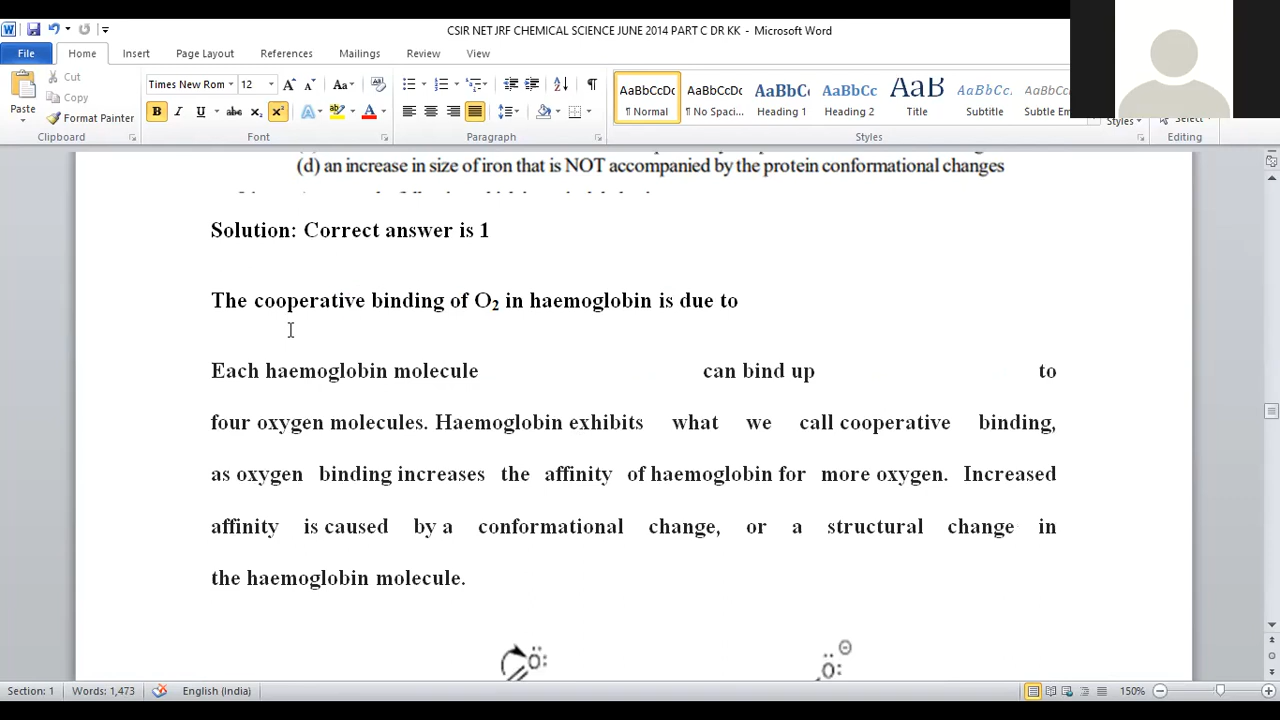 CSIR NET JRF CHEMICAL SCIENCE JUNE 2014 PART C DR KK - Microsoft Word
File Home Insert Page Layout References Mailings Review View
Cut
Copy
Format Painter
Paste
Clipboard
Times New Rom 12
Font
Paragraph
AaBbCcDc AaBbCcDc AaBbCc AaBbCc AaB AaBbCc. AaBbCcD
¶ Normal ¶ No Spaci... Heading 1 Heading 2 Title Subtitle Subtle Em
Styles
Styles
Select
Editing
(d) an increase in size of iron that is NOT accompanied by the protein conformational changes
Solution: Correct answer is 1
The cooperative binding of O₂ in haemoglobin is due to
Each haemoglobin molecule can bind up to
four oxygen molecules. Haemoglobin exhibits what we call cooperative binding,
as oxygen binding increases the affinity of haemoglobin for more oxygen. Increased
affinity is caused by a conformational change, or a structural change in
the haemoglobin molecule.
Section: 1 Words: 1,473 English (India) 150%